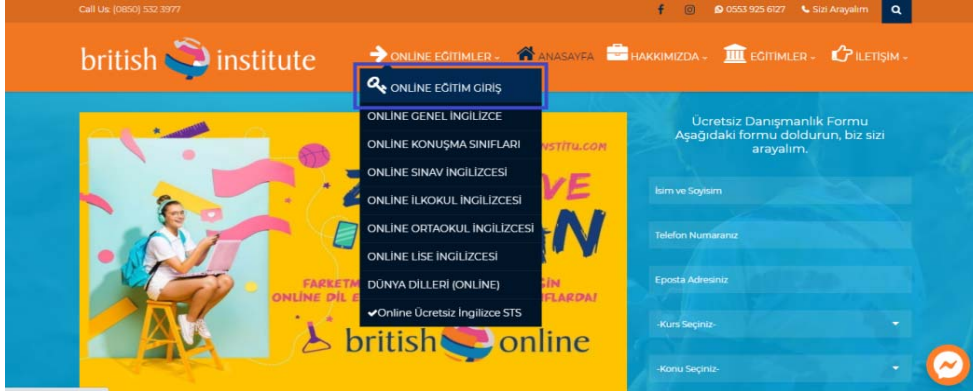 Call Us: (0850) 532 3977
0553 925 6127
Sizi Arayalım
british institute
ONLİNE EĞİTİMLER
ANASAYFA
HAKKIMIZDA
EĞİTİMLER
İLETİŞİM
ONLİNE EĞİTİM GİRİŞ
ONLİNE GENEL İNGİLİZCE
ONLİNE KONUŞMA SINIFLARI
ONLİNE SINAV İNGİLİZCESİ
ONLİNE İLKOKUL İNGİLİZCESİ
ONLİNE ORTAOKUL İNGİLİZCESİ
ONLİNE LİSE İNGİLİZCESİ
DÜNYA DİLLERİ (ONLİNE)
Online Ücretsiz İngilizce STS
VE
ONLINE DİL
british online
Ücretsiz Danışmanlık Formu
Aşağıdaki formu doldurun, biz sizi
arayalım.
İsim ve Soyisim
Telefon Numaranız
Eposta Adresiniz
-Kurs Seçiniz-
-Konu Seçiniz-